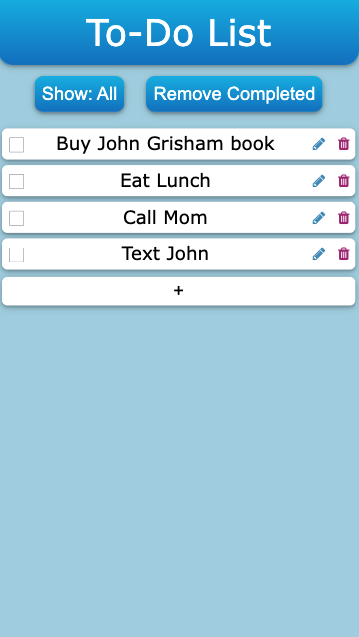 To-Do List
Show: All
Remove Completed
Buy John Grisham book
Eat Lunch
Call Mom
Text John
+